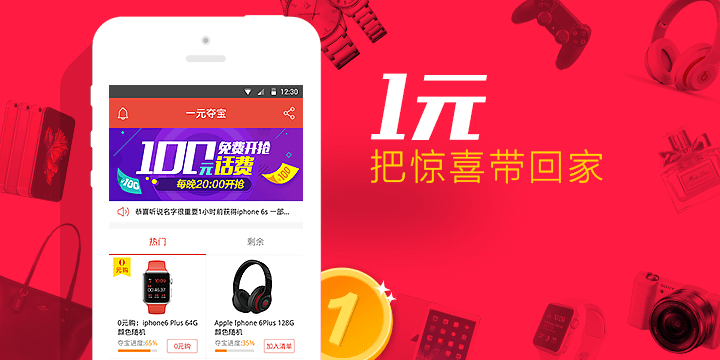 12:30
一元夺宝
100元
免费开抢
话费
每晚20:00开抢
¥100
100
恭喜听说名字很重要1小时前获得iphone 6s 一部...
热门
剩余
0
元购
0元购：iphone6 Plus 64G
颜色随机
夺宝进度:65%
0元购
Apple Iphone 6Plus 128G
颜色随机
夺宝进度:35%
加入清单
1元
把惊喜带回家
1